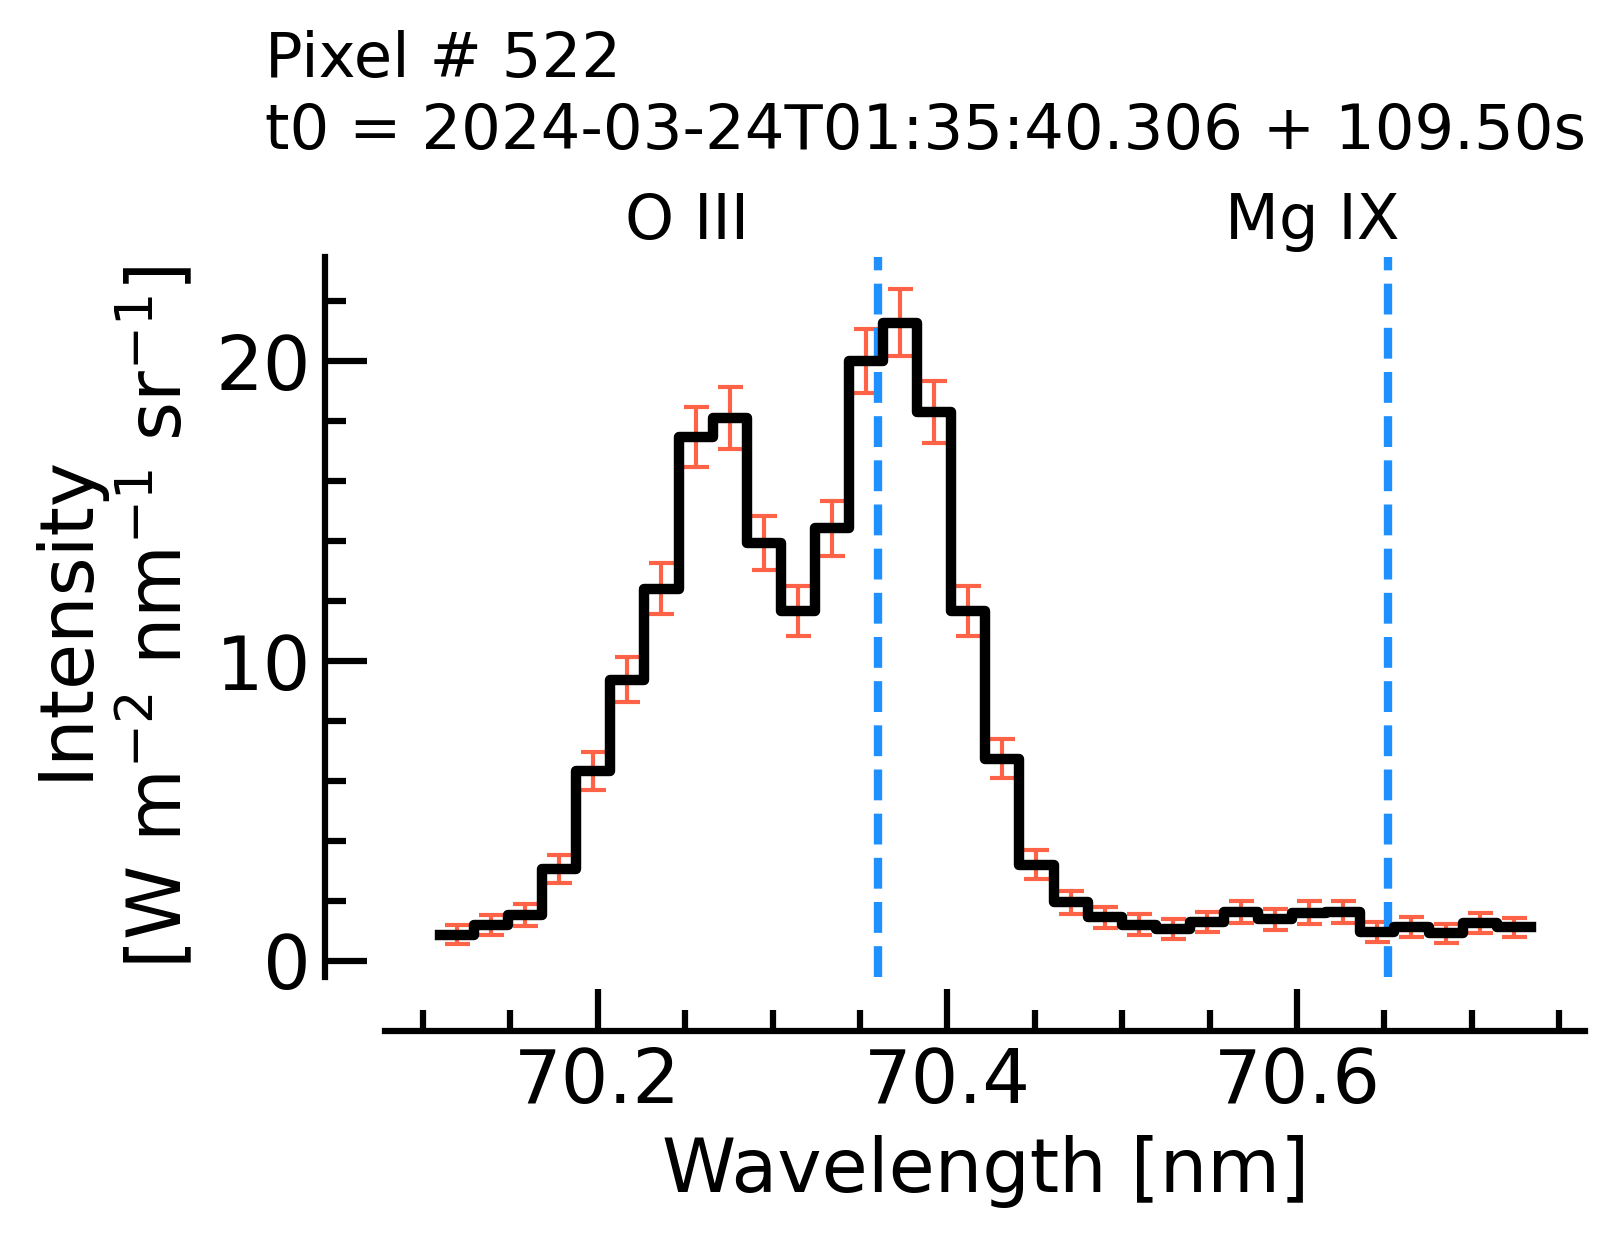 Pixel # 522
t0 = 2024-03-24T01:35:40.306 + 109.50s
O III
Mg IX
Intensity
[W m⁻² nm⁻¹ sr⁻¹]
20
10
0
70.2
70.4
70.6
Wavelength [nm]